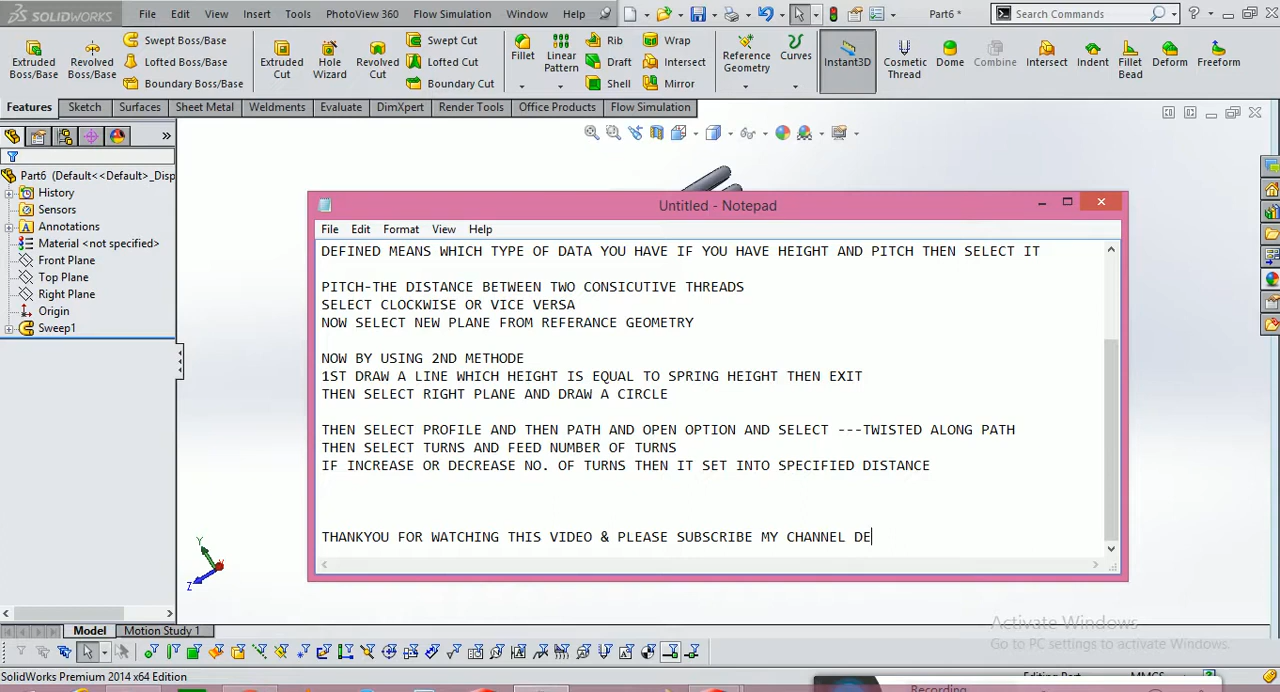 SOLIDWORKS File Edit View Insert Tools PhotoView 360 Flow Simulation Window Help Part6 * Search Commands
Extruded Boss/Base Revolved Boss/Base Swept Boss/Base Lofted Boss/Base Boundary Boss/Base Extruded Cut Hole Wizard Revolved Cut Swept Cut Lofted Cut Boundary Cut Fillet Linear Pattern Rib Draft Shell Wrap Intersect Mirror Reference Geometry Curves Instant3D Cosmetic Thread Dome Combine Intersect Indent Fillet Bead Deform Freeform
Features Sketch Surfaces Sheet Metal Weldments Evaluate DimXpert Render Tools Office Products Flow Simulation
Part6 (Default<<Default>_Disp
History
Sensors
Annotations
Material <not specified>
Front Plane
Top Plane
Right Plane
Origin
Sweep1
Untitled - Notepad
File Edit Format View Help
DEFINED MEANS WHICH TYPE OF DATA YOU HAVE IF YOU HAVE HEIGHT AND PITCH THEN SELECT IT
PITCH-THE DISTANCE BETWEEN TWO CONSICUTIVE THREADS
SELECT CLOCKWISE OR VICE VERSA
NOW SELECT NEW PLANE FROM REFERANCE GEOMETRY
NOW BY USING 2ND METHODE
1ST DRAW A LINE WHICH HEIGHT IS EQUAL TO SPRING HEIGHT THEN EXIT
THEN SELECT RIGHT PLANE AND DRAW A CIRCLE
THEN SELECT PROFILE AND THEN PATH AND OPEN OPTION AND SELECT ---TWISTED ALONG PATH
THEN SELECT TURNS AND FEED NUMBER OF TURNS
IF INCREASE OR DECREASE NO. OF TURNS THEN IT SET INTO SPECIFIED DISTANCE
THANKYOU FOR WATCHING THIS VIDEO & PLEASE SUBSCRIBE MY CHANNEL DE
Y
Z
Activate Windows
Go to PC settings to activate Windows.
Model Motion Study 1
SolidWorks Premium 2014 x64 Edition Editing Part MMGS
Recording